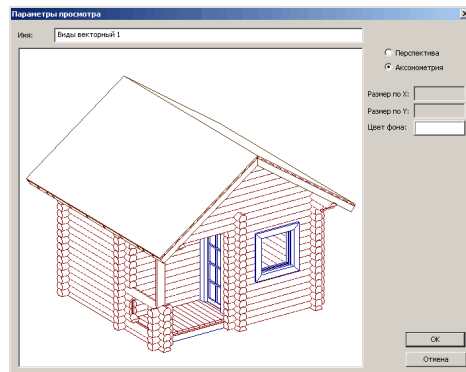 Параметры просмотра
Имя: Виды векторный 1
Перспектива
Аксонометрия
Размер по X:
Размер по Y:
Цвет фона:
OK
Отмена